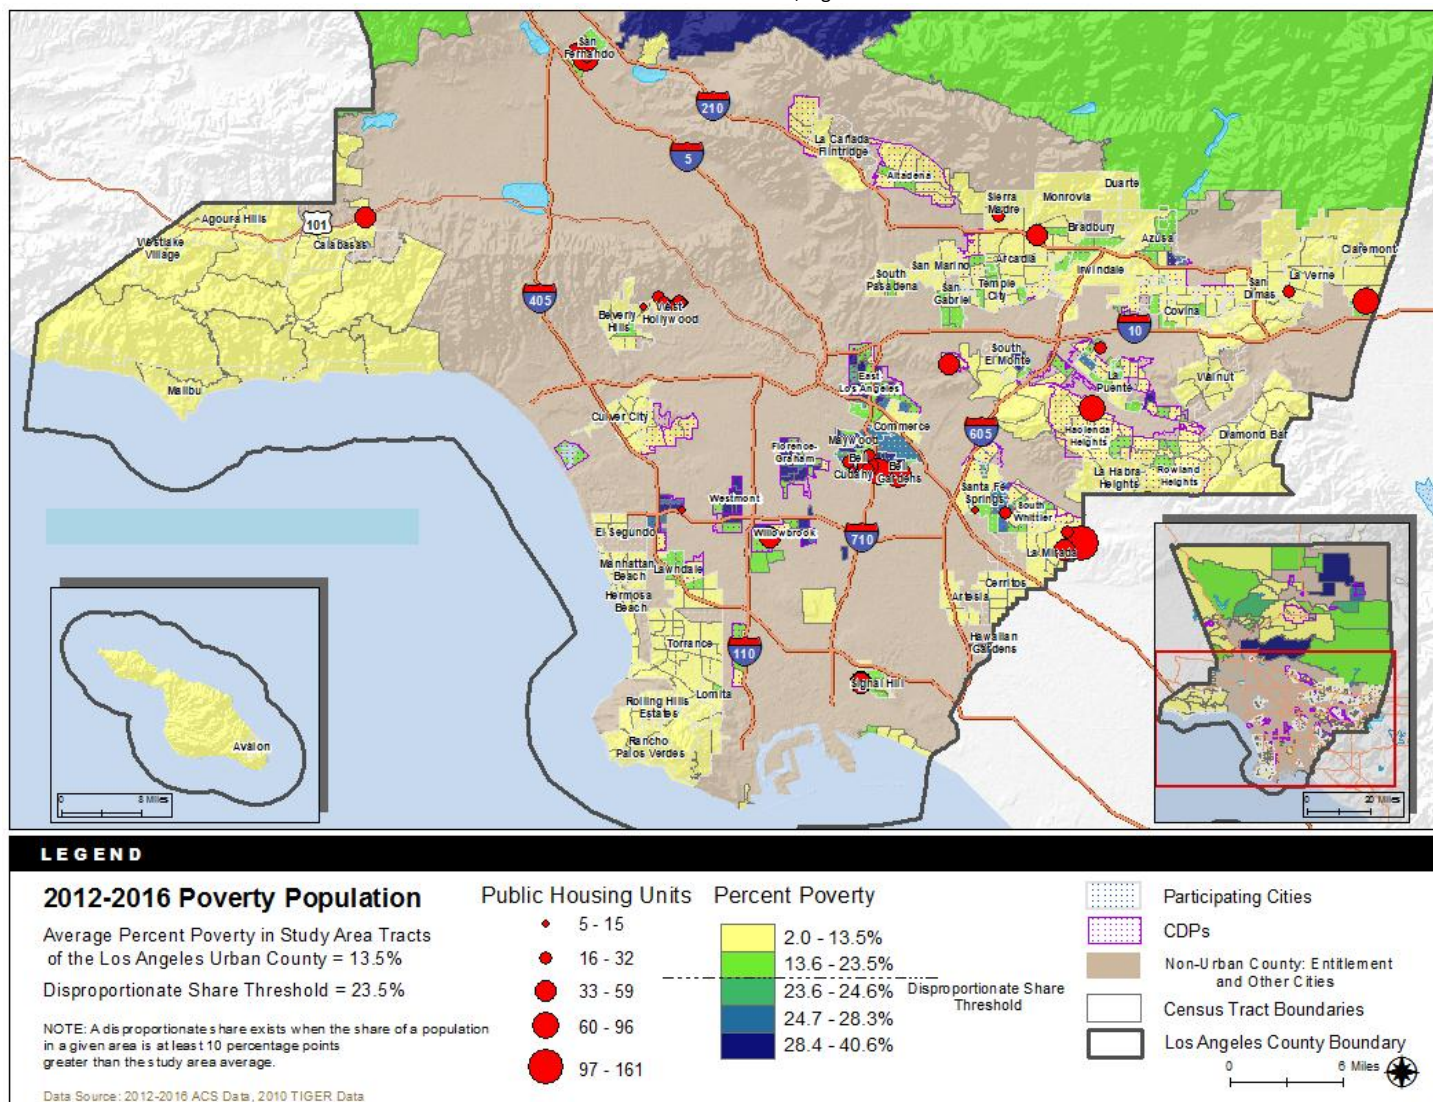 San
Fernando
210
5
La Cañada
Flintridge
Altadena
Sierra
Madre
Monrovia
Duarte
Bradbury
Azusa
Claremont
Agoura Hills
101
Calabasas
Westlake
Village
Arcadia
San Marino
Irwindale
La Verne
San
Dimas
South
Pasadena
San
Gabriel
Temple
City
Covina
405
Beverly
Hills
West
Hollywood
10
South
El Monte
La
Puente
Walnut
Malibu
East
Los Angeles
Culver City
Commerce
605
Hacienda
Heights
Diamond Bar
Maywood
Florence-
Graham
Bell
Cudahy
Bell
Gardens
La Habra
Heights
Rowland
Heights
Westmont
Santa Fe
Springs
South
Whittier
El Segundo
Willowbrook
710
La Mirada
Manhattan
Beach
Lawndale
Hermosa
Beach
Cerritos
Artesia
Hawaiian
Gardens
Torrance
110
Signal Hill
Lomita
Rolling Hills
Estates
Rancho
Palos Verdes
Avalon
0 8 Miles
0 20 Miles
LEGEND
2012-2016 Poverty Population
Average Percent Poverty in Study Area Tracts
of the Los Angeles Urban County = 13.5%
Disproportionate Share Threshold = 23.5%
NOTE: A disproportionate share exists when the share of a population
in a given area is at least 10 percentage points
greater than the study area average.
Data Source: 2012-2016 ACS Data, 2010 TIGER Data
Public Housing Units
5 - 15
16 - 32
33 - 59
60 - 96
97 - 161
Percent Poverty
2.0 - 13.5%
13.6 - 23.5%
23.6 - 24.6%
24.7 - 28.3%
28.4 - 40.6%
Disproportionate Share
Threshold
Participating Cities
CDPs
Non-Urban County: Entitlement
and Other Cities
Census Tract Boundaries
Los Angeles County Boundary
0 6 Miles